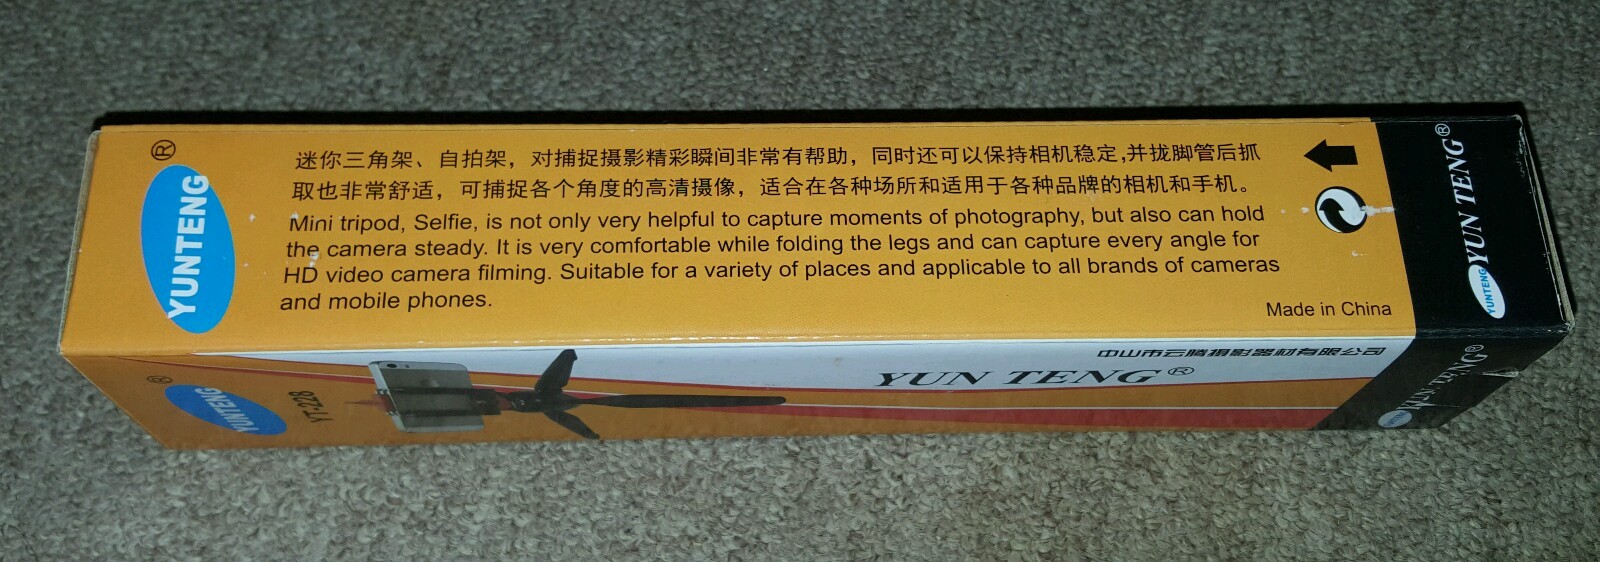 YUNTENG®
迷你三角架、自拍架，对捕捉摄影精彩瞬间非常有帮助，同时还可以保持相机稳定,并拢脚管后抓
取也非常舒适，可捕捉各个角度的高清摄像，适合在各种场所和适用于各种品牌的相机和手机。
Mini tripod, Selfie, is not only very helpful to capture moments of photography, but also can hold
the camera steady. It is very comfortable while folding the legs and can capture every angle for
HD video camera filming. Suitable for a variety of places and applicable to all brands of cameras
and mobile phones.
Made in China
YUNTENG YUN TENG®
YUNTENG®
YT-228
中山市云腾摄影器材有限公司
YUN TENG®
YUN TENG®